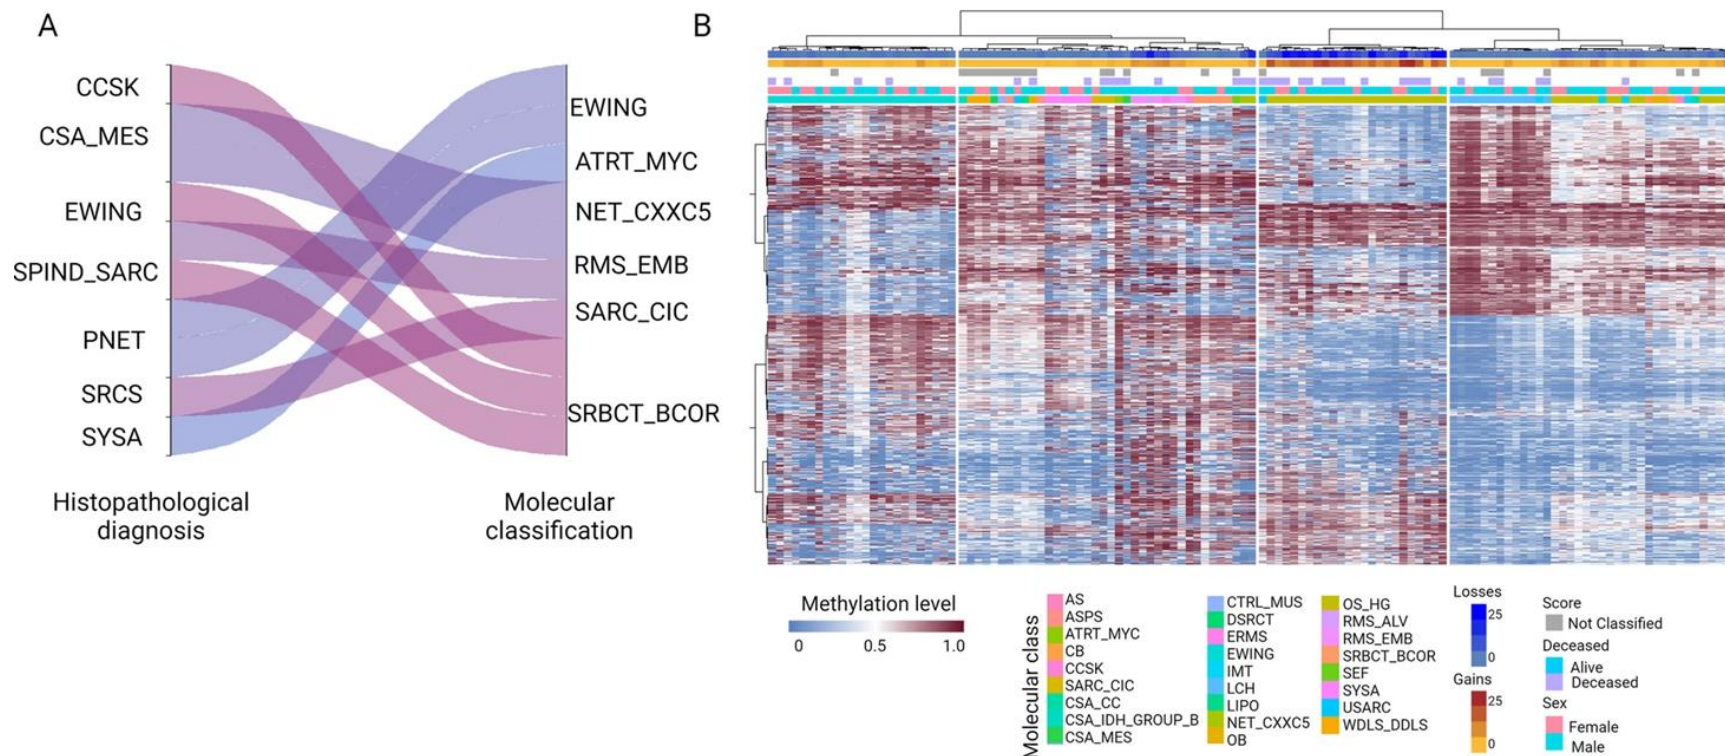 A
CCSK
CSA_MES
EWING
SPIND_SARC
PNET
SRCS
SYSA
Histopathological
diagnosis
EWING
ATRT_MYC
NET_CXXC5
RMS_EMB
SARC_CIC
SRBCT_BCOR
Molecular
classification
B
Methylation level
0 0.5 1.0
Molecular class
AS
ASPS
ATRT_MYC
CB
CCSK
SARC_CIC
CSA_CC
CSA_IDH_GROUP_B
CSA_MES
CTRL_MUS
DSRCT
ERMS
EWING
IMT
LCH
LIPO
NET_CXXC5
OB
OS_HG
RMS_ALV
RMS_EMB
SRBCT_BCOR
SEF
SYSA
USARC
WDLS_DDLS
Losses
25
0
Gains
25
0
Score
Not Classified
Deceased
Alive
Deceased
Sex
Female
Male